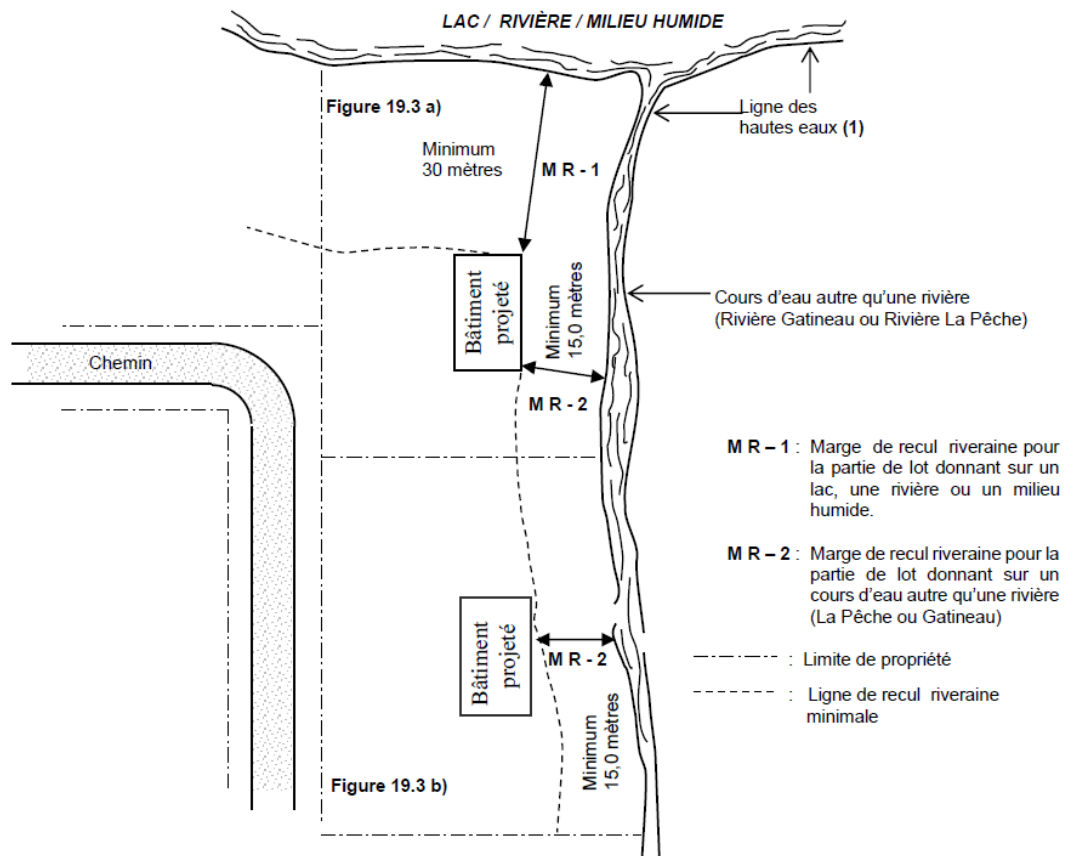 LAC / RIVIÈRE / MILIEU HUMIDE
Figure 19.3 a)
Minimum
30 mètres
M R - 1
Ligne des
hautes eaux (1)
Bâtiment
projeté
Minimum
15,0 mètres
M R - 2
Cours d'eau autre qu'une rivière
(Rivière Gatineau ou Rivière La Pêche)
Chemin
M R – 1 : Marge de recul riveraine pour
la partie de lot donnant sur un
lac, une rivière ou un milieu
humide.
M R – 2 : Marge de recul riveraine pour la
partie de lot donnant sur un
cours d'eau autre qu'une rivière
(La Pêche ou Gatineau)
Bâtiment
projeté
M R - 2
Minimum
15,0 mètres
: Limite de propriété
: Ligne de recul riveraine
minimale
Figure 19.3 b)